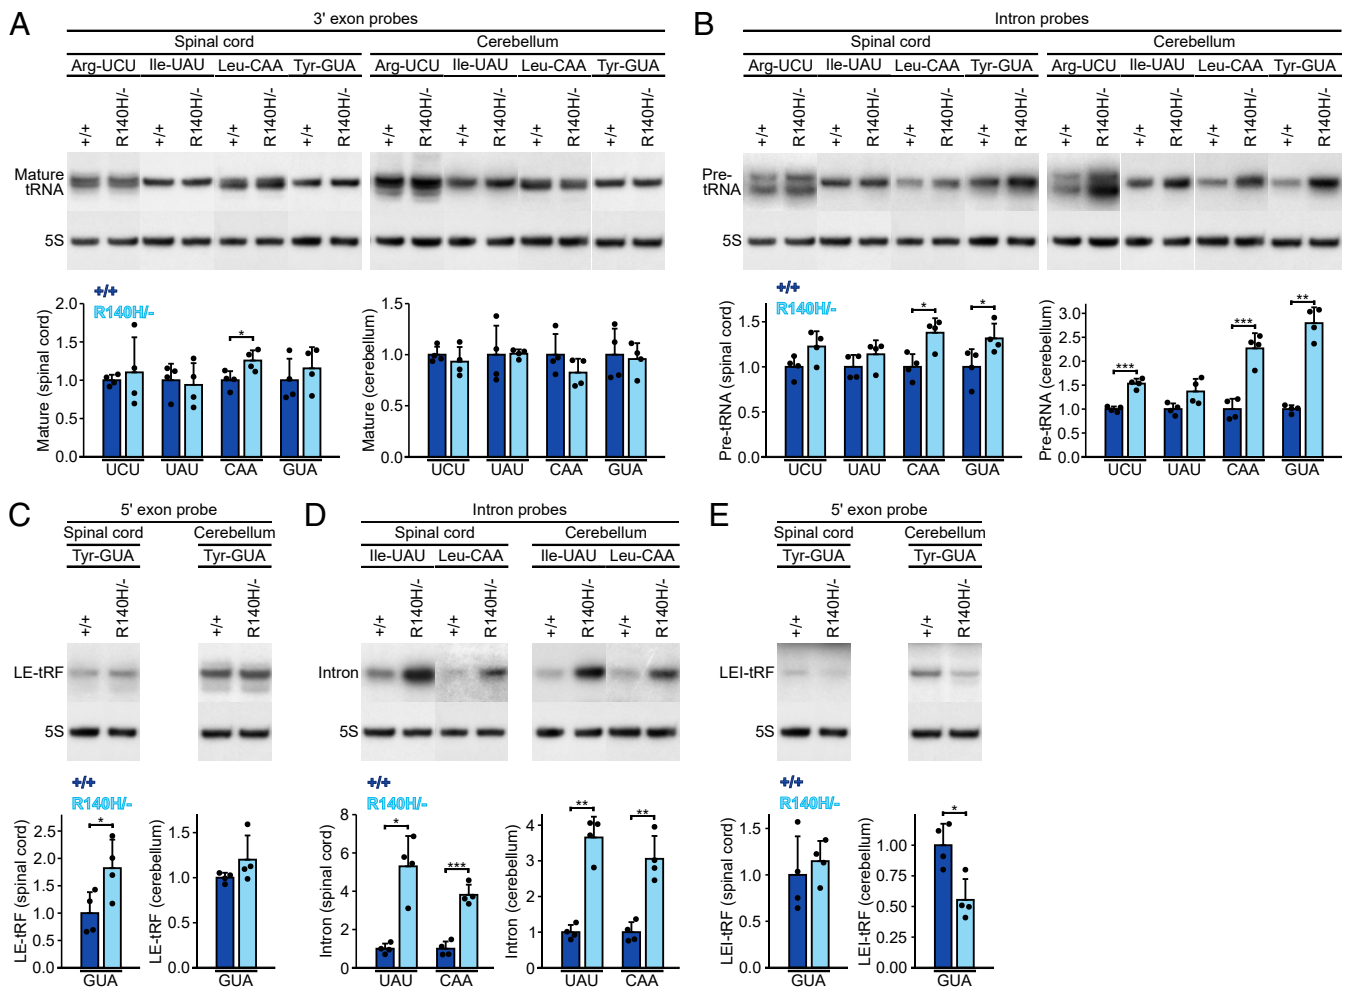 A
3' exon probes
Spinal cord
Cerebellum
Arg-UCU Ile-UAU Leu-CAA Tyr-GUA
Arg-UCU Ile-UAU Leu-CAA Tyr-GUA
+/+ R140H/- +/+ R140H/- +/+ R140H/- +/+ R140H/-
+/+ R140H/- +/+ R140H/- +/+ R140H/- +/+ R140H/-
Mature
tRNA
5S
+/+
R140H/-
Mature (spinal cord)
2.0
1.5
1.0
0.5
0.0
*
UCU UAU CAA GUA
Mature (cerebellum)
1.5
1.0
0.5
0.0
UCU UAU CAA GUA
B
Intron probes
Spinal cord
Cerebellum
Arg-UCU Ile-UAU Leu-CAA Tyr-GUA
Arg-UCU Ile-UAU Leu-CAA Tyr-GUA
+/+ R140H/- +/+ R140H/- +/+ R140H/- +/+ R140H/-
+/+ R140H/- +/+ R140H/- +/+ R140H/- +/+ R140H/-
Pre-
tRNA
5S
+/+
R140H/-
Pre-tRNA (spinal cord)
1.5
1.0
0.5
0.0
* *
UCU UAU CAA GUA
Pre-tRNA (cerebellum)
3.0
2.5
2.0
1.5
1.0
0.5
0.0
*** *** **
UCU UAU CAA GUA
C
5' exon probe
Spinal cord
Cerebellum
Tyr-GUA
Tyr-GUA
+/+ R140H/-
+/+ R140H/-
LE-tRF
5S
+/+
R140H/-
LE-tRF (spinal cord)
2.5
2.0
1.5
1.0
0.5
0.0
*
GUA
LE-tRF (cerebellum)
1.5
1.0
0.5
0.0
GUA
D
Intron probes
Spinal cord
Cerebellum
Ile-UAU Leu-CAA
Ile-UAU Leu-CAA
+/+ R140H/- +/+ R140H/-
+/+ R140H/- +/+ R140H/-
Intron
5S
+/+
R140H/-
Intron (spinal cord)
8
6
4
2
0
* ***
UAU CAA
Intron (cerebellum)
4
3
2
1
0
** **
UAU CAA
E
5' exon probe
Spinal cord
Cerebellum
Tyr-GUA
Tyr-GUA
+/+ R140H/-
+/+ R140H/-
LEI-tRF
5S
+/+
R140H/-
LEI-tRF (spinal cord)
1.5
1.0
0.5
0.0
GUA
LEI-tRF (cerebellum)
1.25
1.00
0.75
0.50
0.25
0.00
*
GUA